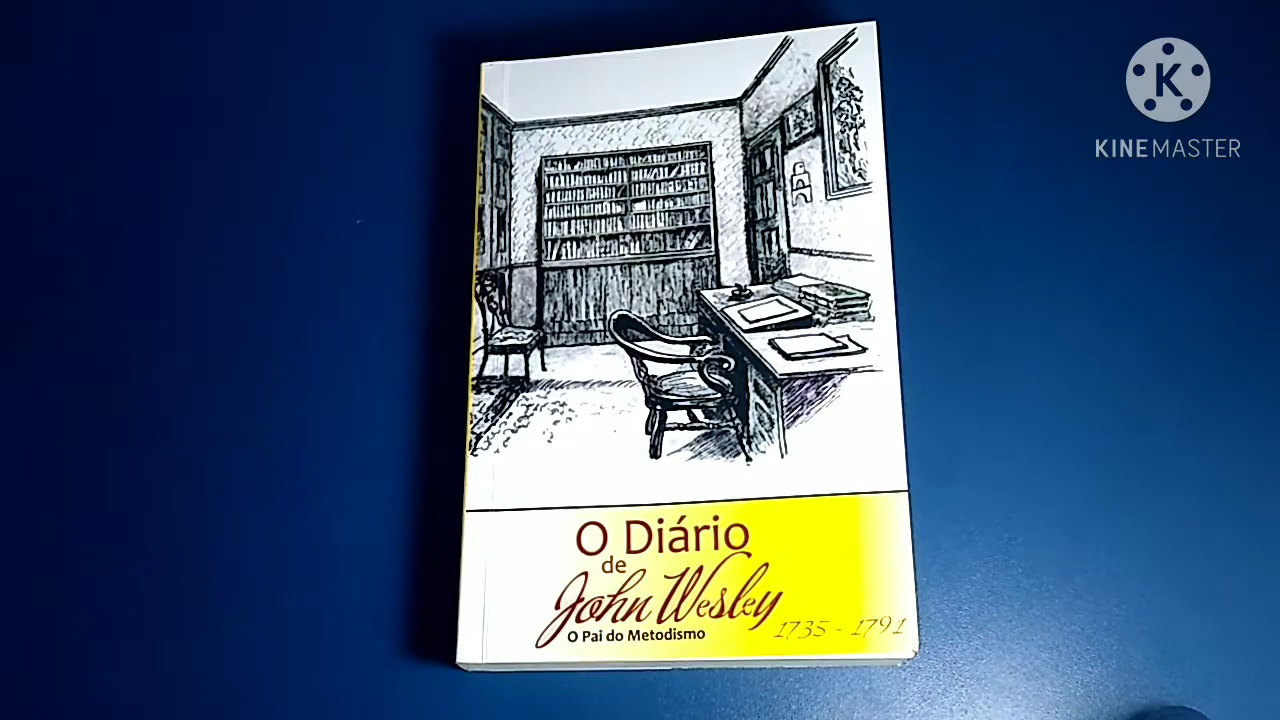 K
KINEMASTER
O Diário
de
John Wesley
O Pai do Metodismo
1735 - 1791